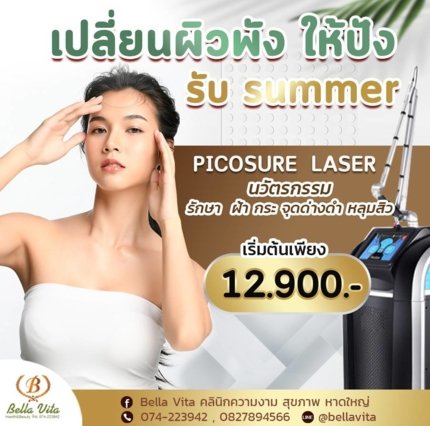 เปลี่ยนผิวพัง ให้ปัง
รับ summer
PICOSURE LASER
นวัตรกรรม
รักษา ฝ้า กระ จุดด่างดำ หลุมสิว
เริ่มต้นเพียง
12.900.-
B
Bella Vita
Bella Vita คลินิกความงาม สุขภาพ หาดใหญ่
074-223942 , 0827894566 LINE @bellavita